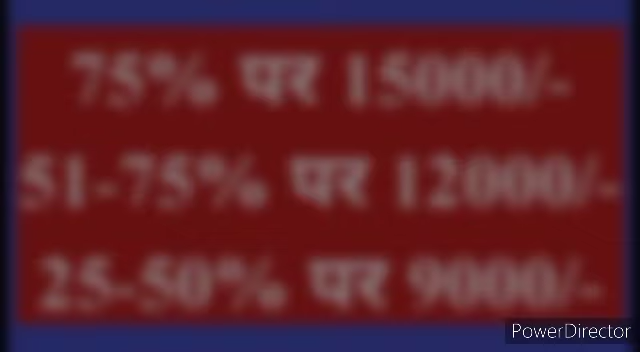 75% पर 15000/-
51-75% पर 12000/-
25-50% पर 9000/-
PowerDirector